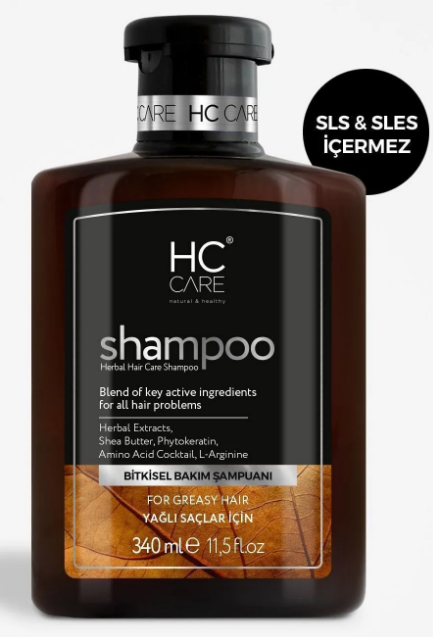 CARE HC CARE
SLS & SLES
İÇERMEZ
HC®
CARE
natural & healthy
shampoo
Herbal Hair Care Shampoo
Blend of key active ingredients
for all hair problems
Herbal Extracts,
Shea Butter, Phytokeratin,
Amino Acid Cocktail, L-Arginine
BİTKİSEL BAKIM ŞAMPUANI
FOR GREASY HAIR
YAĞLI SAÇLAR İÇİN
340 ml ℮ 11,5 fl.oz